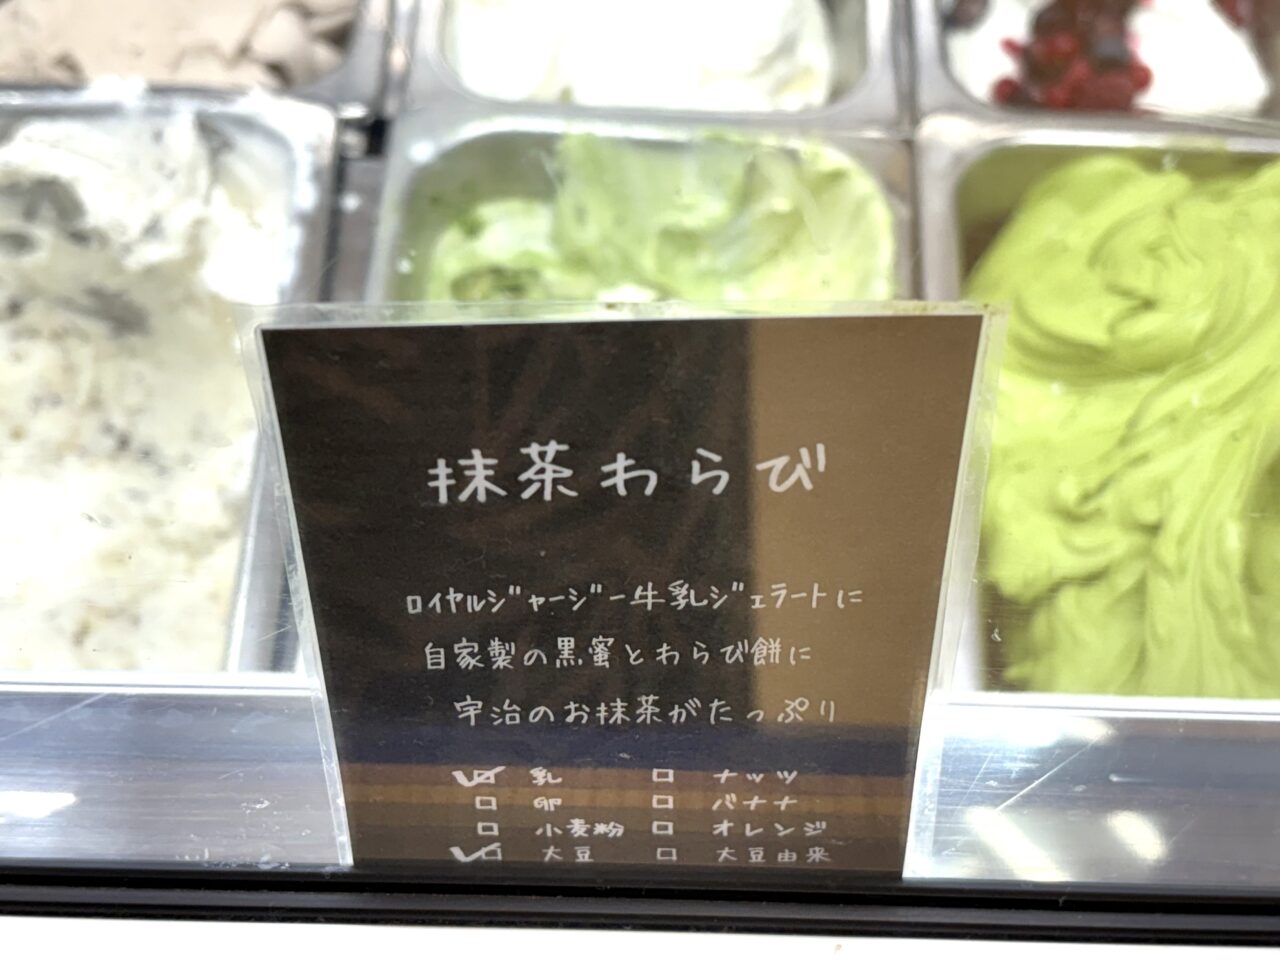 抹茶わらび
ロイヤルジャージー牛乳ジェラートに
自家製の黒蜜とわらび餅に
宇治のお抹茶がたっぷり
☑ 乳 □ ナッツ
□ 卵 □ バナナ
□ 小麦粉 □ オレンジ
☑ 大豆 □ 大豆由来